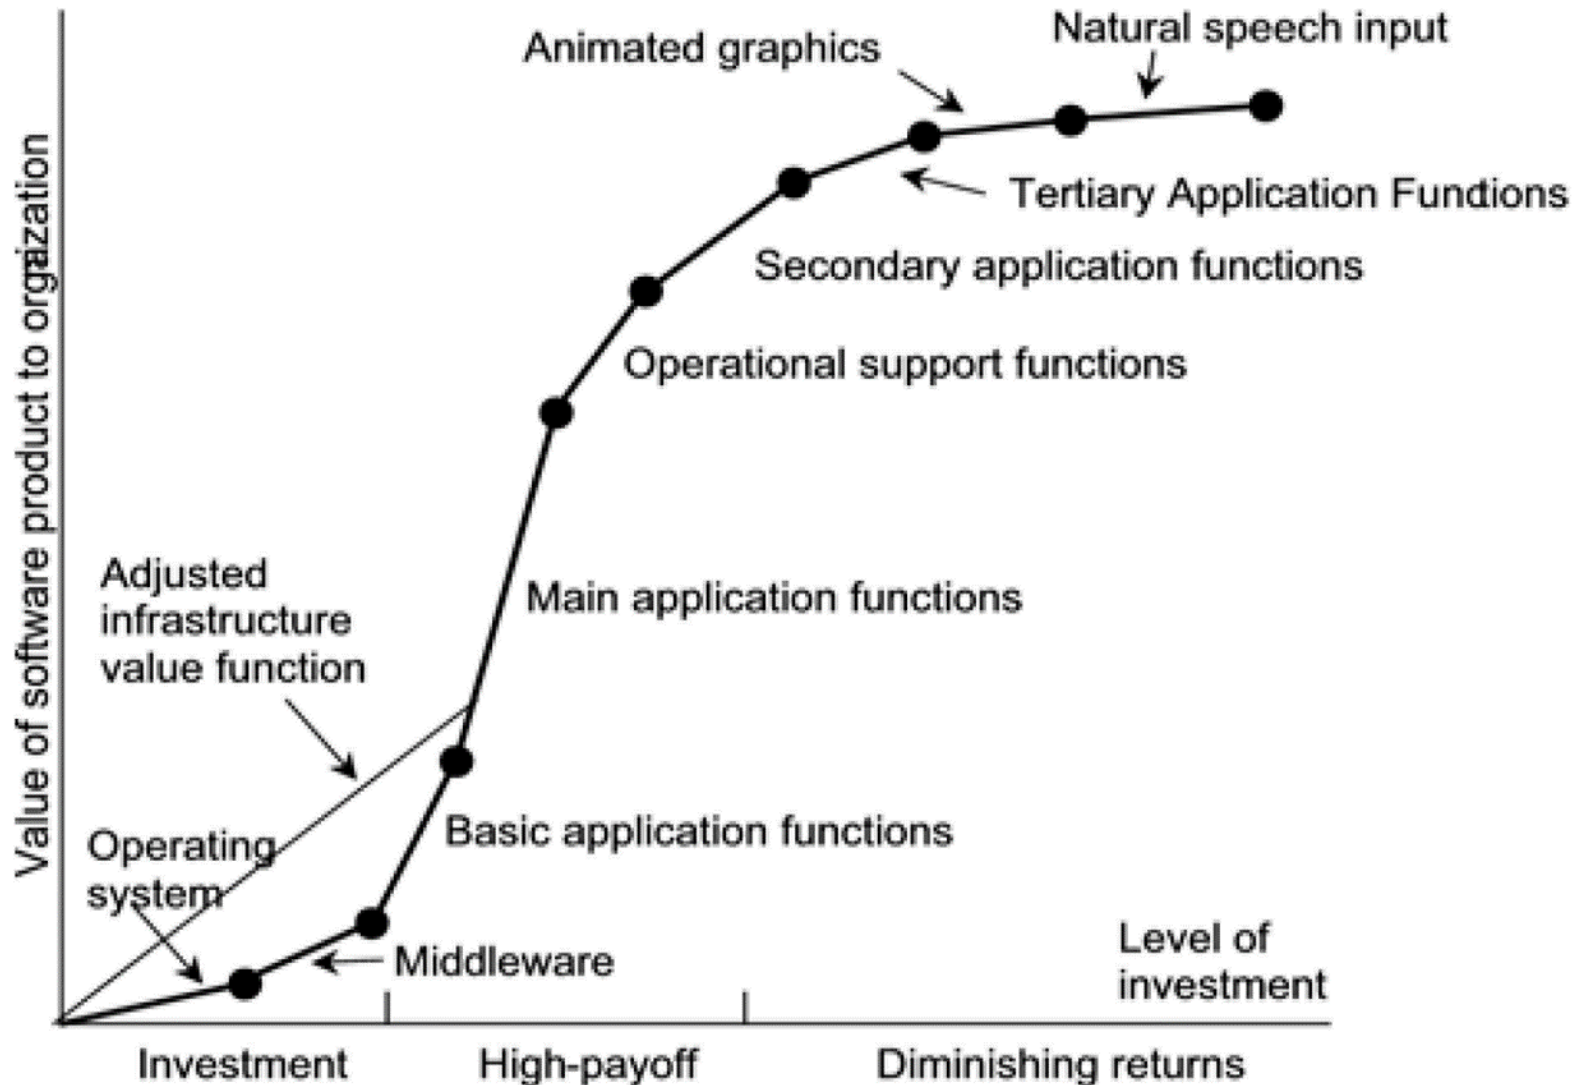 Natural speech input
Animated graphics
Tertiary Application Functions
Secondary application functions
Operational support functions
Main application functions
Adjusted
infrastructure
value function
Basic application functions
Operating
system
Middleware
Level of
investment
Investment
High-payoff
Diminishing returns
Value of software product to organization